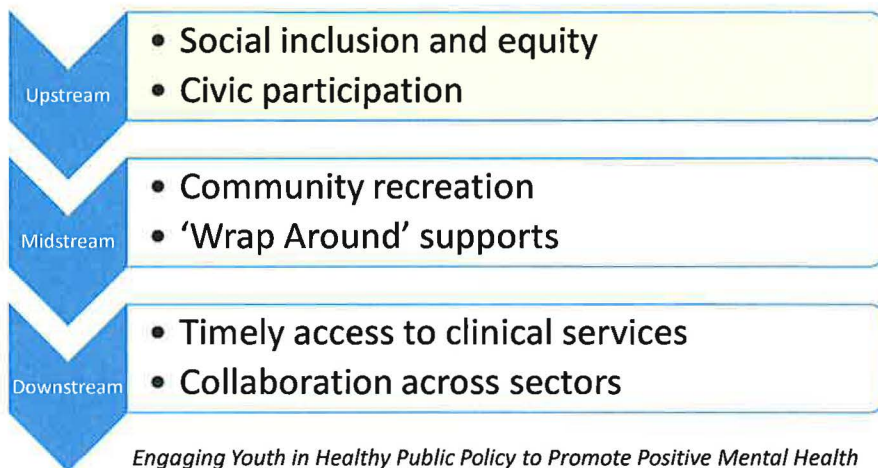 Upstream
• Social inclusion and equity
• Civic participation
Midstream
• Community recreation
• ‘Wrap Around’ supports
Downstream
• Timely access to clinical services
• Collaboration across sectors
Engaging Youth in Healthy Public Policy to Promote Positive Mental Health